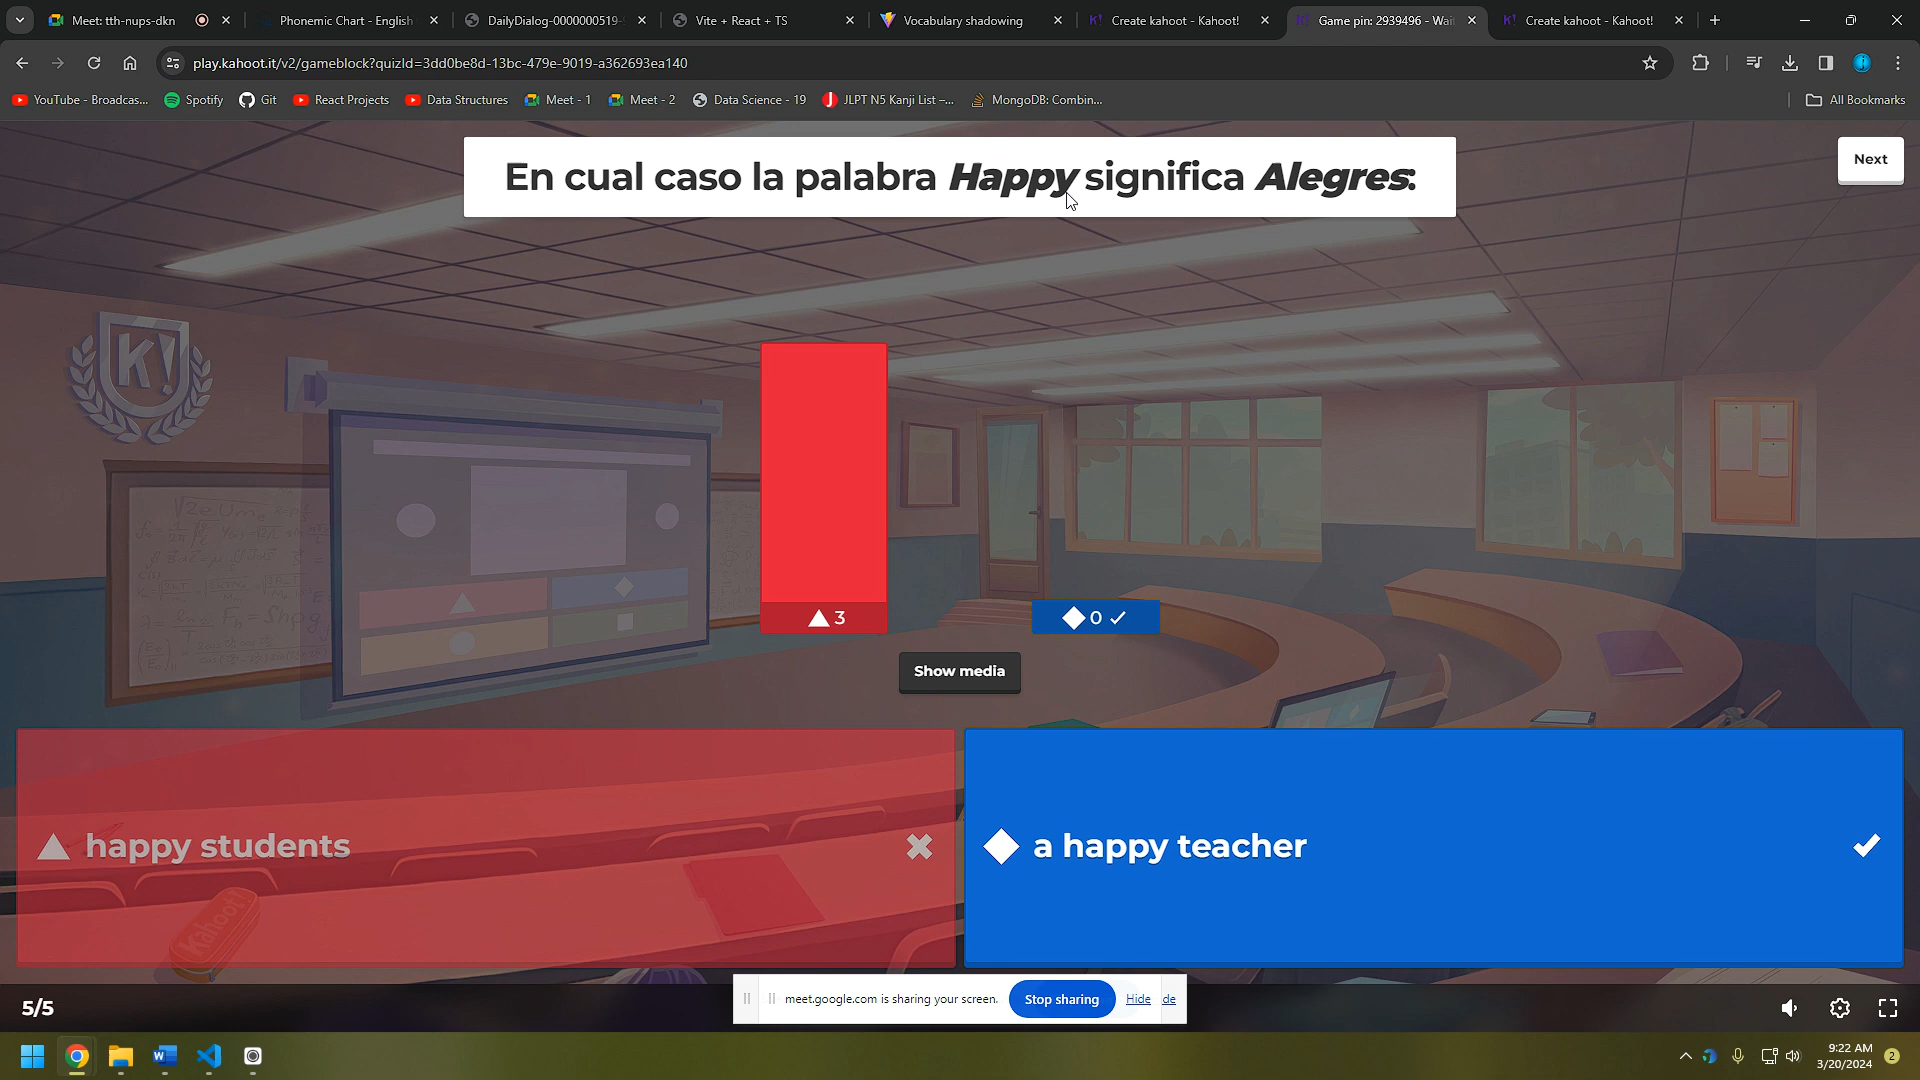 Meet: tth-nups-dkn
Phonemic Chart - English
DailyDialog-0000000519-
Vite + React + TS
Vocabulary shadowing
Create kahoot - Kahoot!
Game pin: 2939496 - Wai
Create kahoot - Kahoot!
play.kahoot.it/v2/gameblock?quizId=3dd0be8d-13bc-479e-9019-a362693ea140
YouTube - Broadcas...
Spotify
Git
React Projects
Data Structures
Meet - 1
Meet - 2
Data Science - 19
JLPT N5 Kanji List –...
MongoDB: Combin...
All Bookmarks
En cual caso la palabra Happy significa Alegres:
Next
K!
3
0
Show media
happy students
a happy teacher
Kahoot!
5/5
meet.google.com is sharing your screen.
Stop sharing
Hide
de
9:22 AM
3/20/2024
2